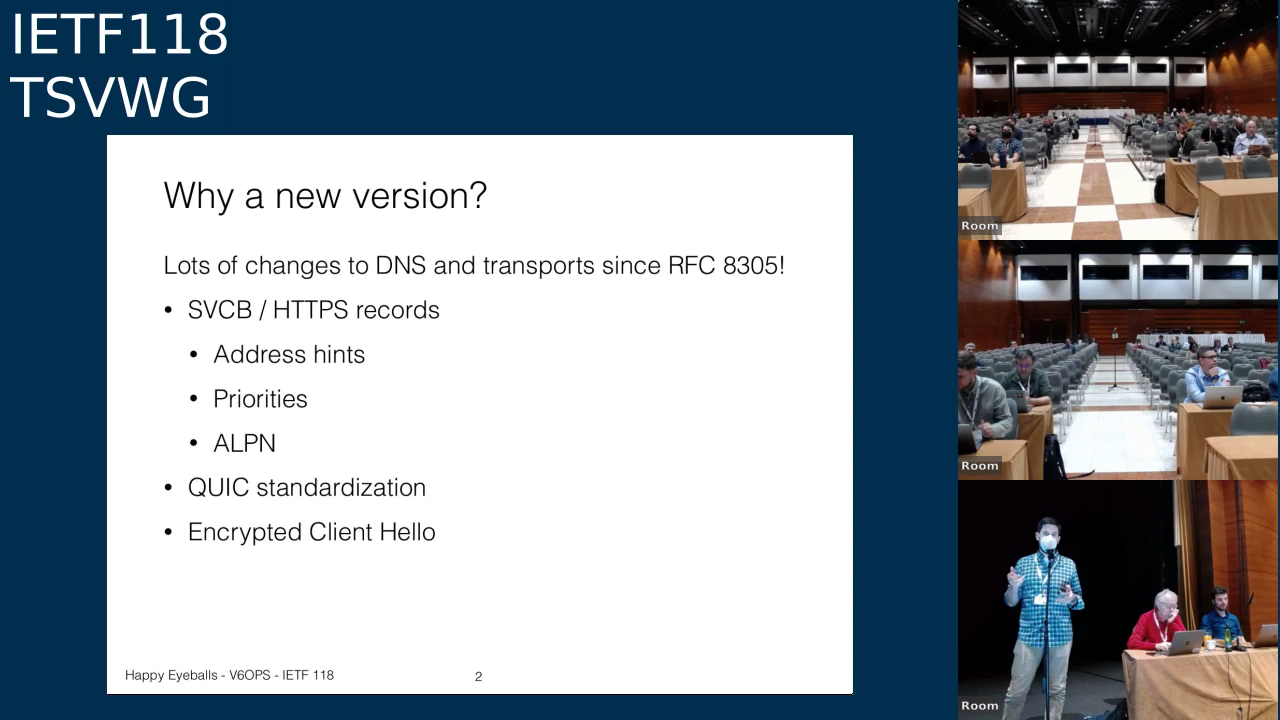 IETF118
TSVWG
Why a new version?
Lots of changes to DNS and transports since RFC 8305!
• SVCB / HTTPS records
• Address hints
• Priorities
• ALPN
• QUIC standardization
• Encrypted Client Hello
Happy Eyeballs - V6OPS - IETF 118
2
Room
Room
Room